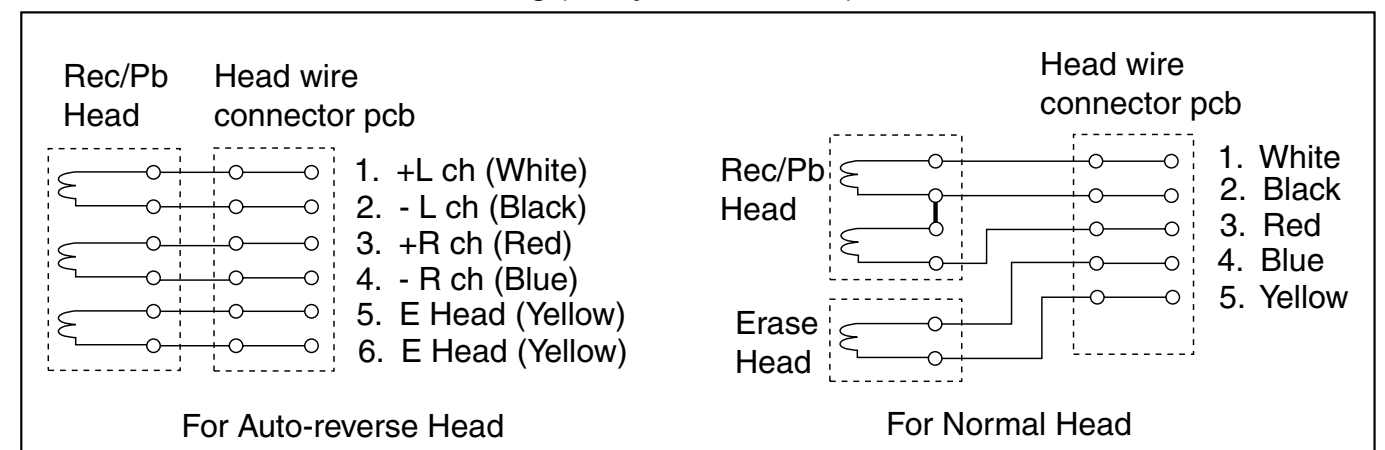 Rec/Pb
Head
Head wire
connector pcb
1. +L ch (White)
2. - L ch (Black)
3. +R ch (Red)
4. - R ch (Blue)
5. E Head (Yellow)
6. E Head (Yellow)
For Auto-reverse Head
Head wire
connector pcb
Rec/Pb
Head
1. White
2. Black
3. Red
4. Blue
5. Yellow
Erase
Head
For Normal Head